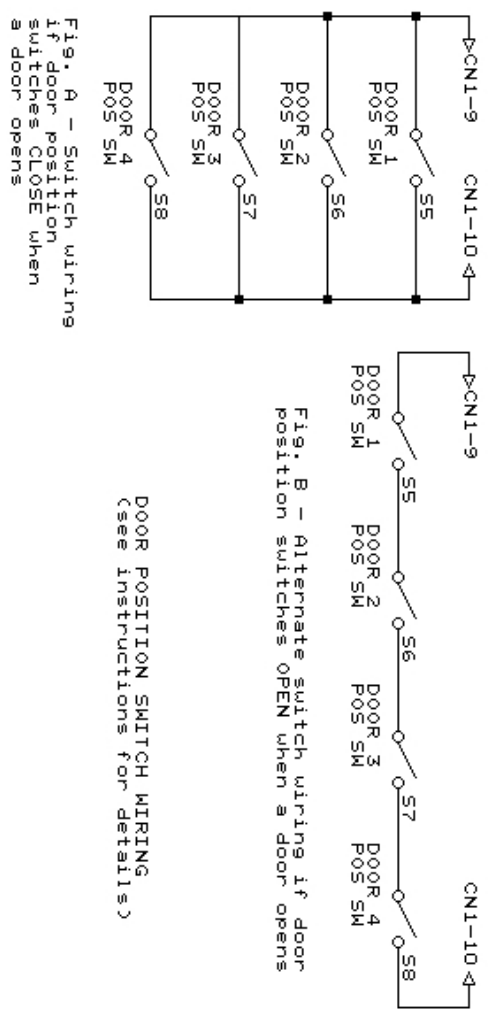 CN1-9
CN1-10
DOOR 1
POS SW
S5
DOOR 2
POS SW
S6
DOOR 3
POS SW
S7
DOOR 4
POS SW
S8
Fig. A - Switch wiring
if door position
switches CLOSE when
a door opens
CN1-9
CN1-10
DOOR 1
POS SW
S5
DOOR 2
POS SW
S6
DOOR 3
POS SW
S7
DOOR 4
POS SW
S8
Fig. B - Alternate switch wiring if door
position switches OPEN when a door opens
DOOR POSITION SWITCH WIRING
(see instructions for details)